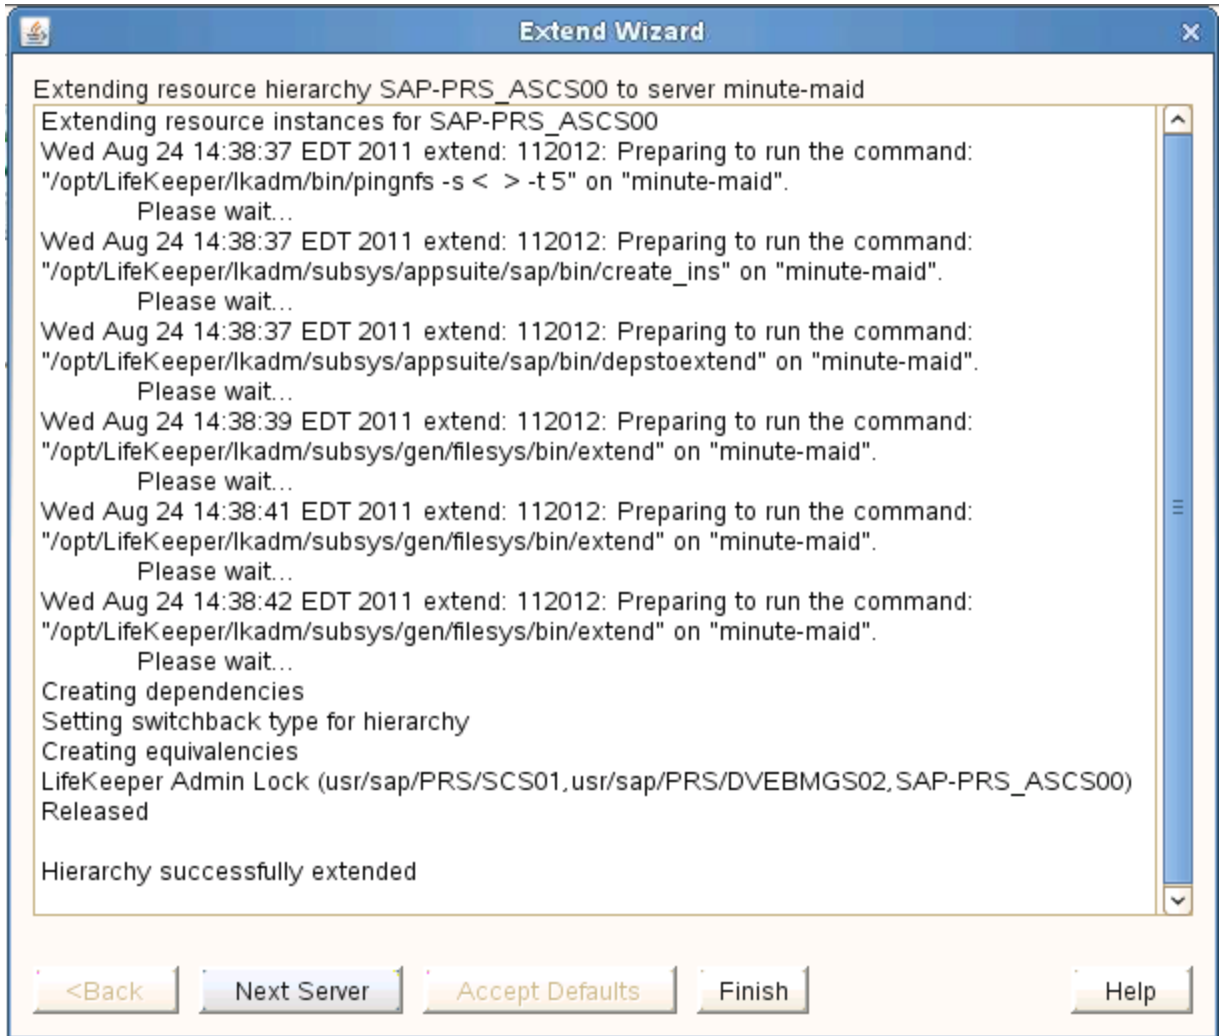 Extend Wizard
Extending resource hierarchy SAP-PRS_ASCS00 to server minute-maid
Extending resource instances for SAP-PRS_ASCS00
Wed Aug 24 14:38:37 EDT 2011 extend: 112012: Preparing to run the command:
"/opt/LifeKeeper/lkadm/bin/pingnfs -s < > -t 5" on "minute-maid".
Please wait...
Wed Aug 24 14:38:37 EDT 2011 extend: 112012: Preparing to run the command:
"/opt/LifeKeeper/lkadm/subsys/appsuite/sap/bin/create_ins" on "minute-maid".
Please wait...
Wed Aug 24 14:38:37 EDT 2011 extend: 112012: Preparing to run the command:
"/opt/LifeKeeper/lkadm/subsys/appsuite/sap/bin/depstoextend" on "minute-maid".
Please wait...
Wed Aug 24 14:38:39 EDT 2011 extend: 112012: Preparing to run the command:
"/opt/LifeKeeper/lkadm/subsys/gen/filesys/bin/extend" on "minute-maid".
Please wait...
Wed Aug 24 14:38:41 EDT 2011 extend: 112012: Preparing to run the command:
"/opt/LifeKeeper/lkadm/subsys/gen/filesys/bin/extend" on "minute-maid".
Please wait...
Wed Aug 24 14:38:42 EDT 2011 extend: 112012: Preparing to run the command:
"/opt/LifeKeeper/lkadm/subsys/gen/filesys/bin/extend" on "minute-maid".
Please wait...
Creating dependencies
Setting switchback type for hierarchy
Creating equivalencies
LifeKeeper Admin Lock (usr/sap/PRS/SCS01,usr/sap/PRS/DVEBMGS02,SAP-PRS_ASCS00)
Released
Hierarchy successfully extended
<Back Next Server Accept Defaults Finish Help